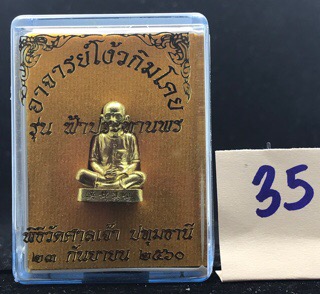 อาจารย์โง้วกิมโคย
รุ่น ฟ้าประทานพร
พิธีวัดศาลเจ้า ปทุมธานี
๒๓ กันยายน ๒๕๖๐
35